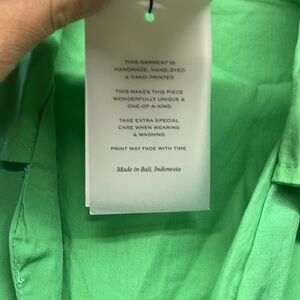 THIS GARMENT IS
HANDMADE, HAND-DYED
& HAND-PRINTED
THIS MAKES THIS PIECE
WONDERFULLY UNIQUE &
ONE-OF-A-KIND
TAKE EXTRA SPECIAL
CARE WHEN WEARING
& WASHING
PRINT MAY FADE WITH TIME
Made in Bali, Indonesia